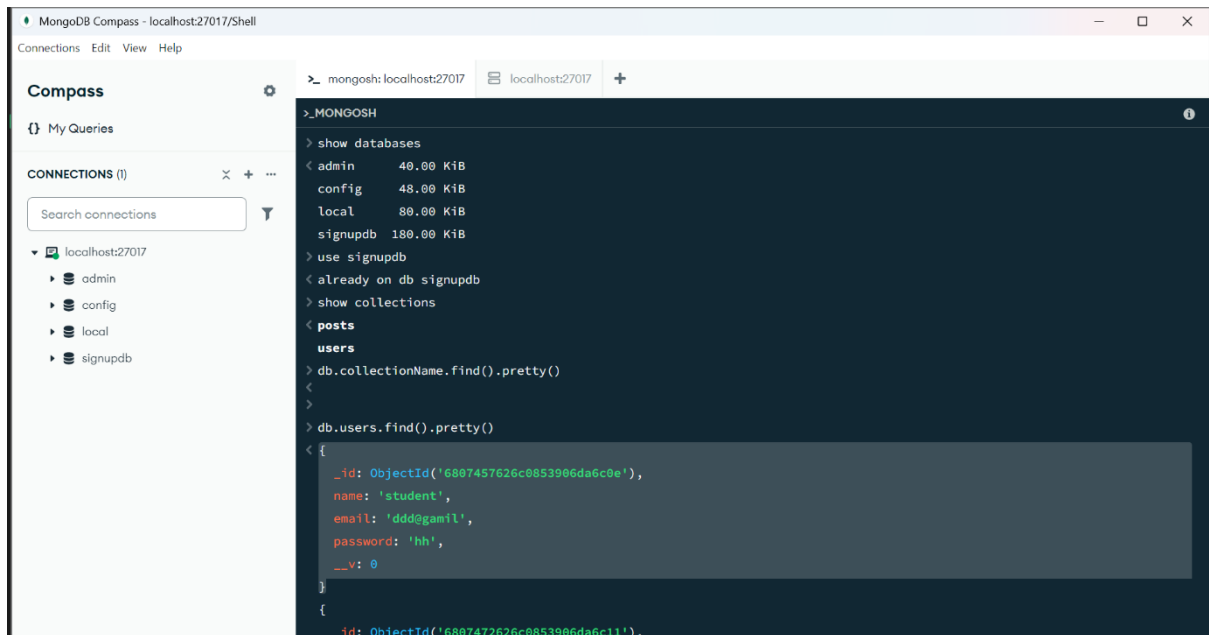 MongoDB Compass - localhost:27017/Shell
Connections Edit View Help
Compass
{} My Queries
CONNECTIONS (1)
Search connections
localhost:27017
admin
config
local
signupdb
>_ mongosh: localhost:27017 localhost:27017 +
>_MONGOSH
> show databases
< admin 40.00 KiB
config 48.00 KiB
local 80.00 KiB
signupdb 180.00 KiB
> use signupdb
< already on db signupdb
> show collections
< posts
users
> db.collectionName.find().pretty()
<
>
> db.users.find().pretty()
< {
_id: ObjectId('6807457626c0853906da6c0e'),
name: 'student',
email: 'ddd@gamil',
password: 'hh',
__v: 0
}
{
_id: ObjectId('6807472626c0853906da6c11'),